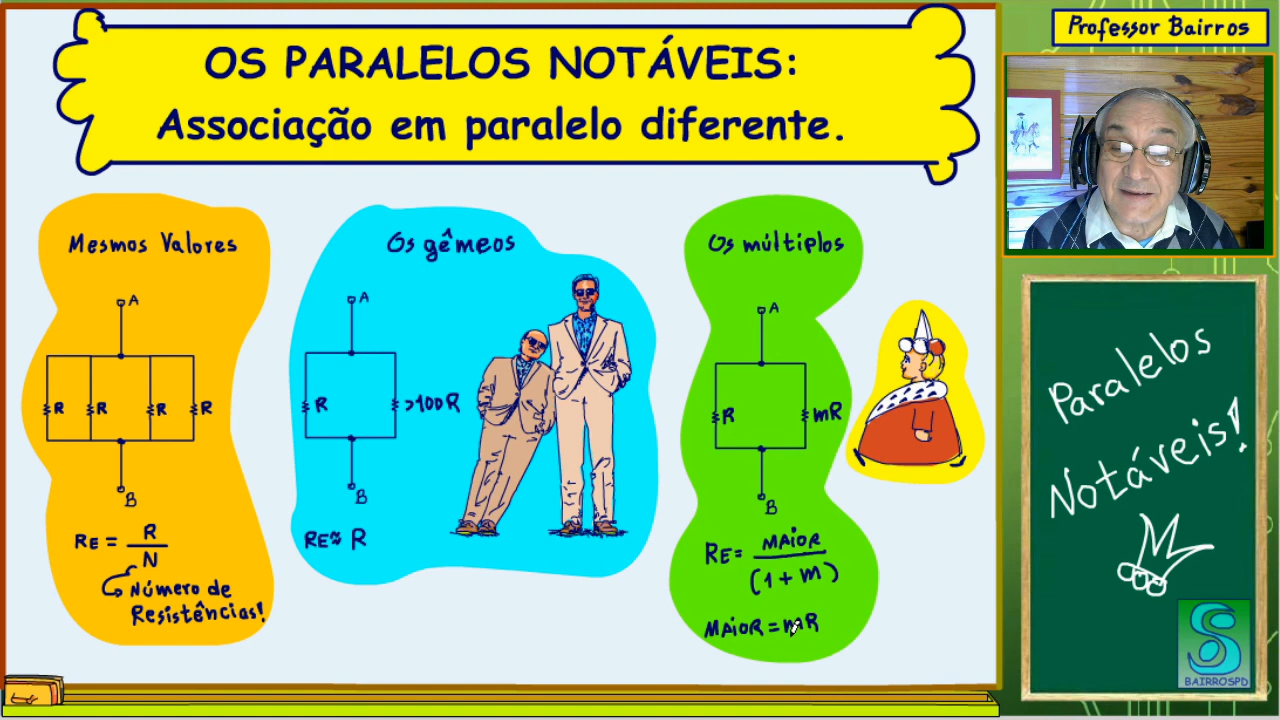 OS PARALELOS NOTÁVEIS:
Associação em paralelo diferente.
Professor Bairros
Mesmos Valores
A
R R R R
B
RE = R
N
Número de
Resistências!
Os gêmeos
A
R >100R
B
RE≈ R
Os múltiplos
A
R mR
B
RE= MAIOR
(1 + m)
MAIOR = mR
Paralelos
Notáveis!
BAIRROSPD